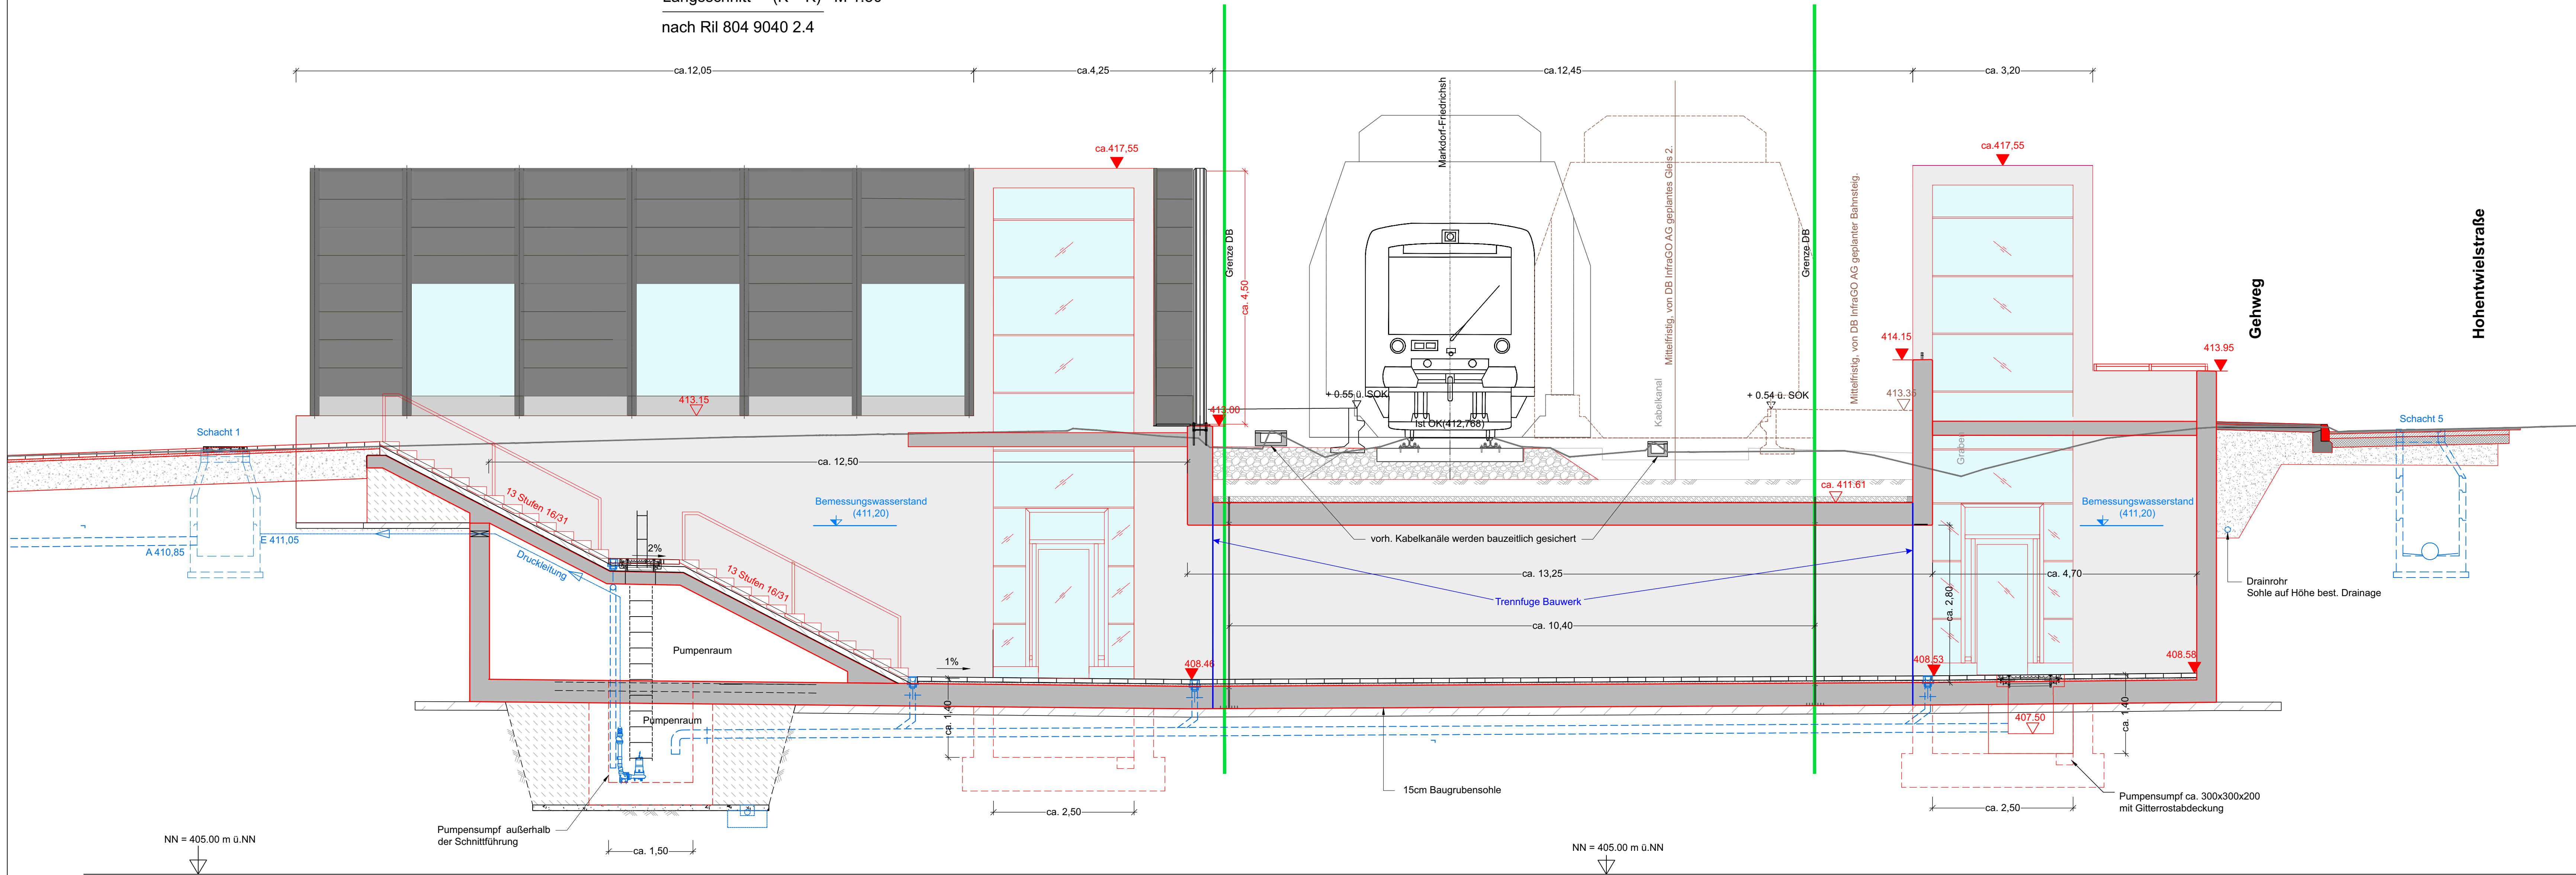 nach Ril 804 9040 2.4
ca.12,05
ca.4,25
ca.12,45
ca. 3,20
ca.417,55
ca.417,55
Markdorf-Friedrichsh
Mittelfristig, von DB InfraGO AG geplantes Gleis 2.
Mittelfristig, von DB InfraGO AG geplanter Bahnsteig.
Grenze DB
Grenze DB
Gehweg
Hohentwielstraße
ca. 4,50
414.15
413.95
413.15
413.00
+ 0.55 ü. SOK
+ 0.54 ü. SOK
413.35
Ist OK(412,768)
Kabelkanal
Graben
Schacht 1
Schacht 5
ca. 12,50
13 Stufen 16/31
Bemessungswasserstand
(411,20)
ca. 411.61
Bemessungswasserstand
(411,20)
A 410,85
E 411,05
Druckleitung
2%
vorh. Kabelkanäle werden bauzeitlich gesichert
13 Stufen 16/31
ca. 13,25
ca. 4,70
Drainrohr
Sohle auf Höhe best. Drainage
ca. 2,80
Trennfuge Bauwerk
ca. 10,40
Pumpenraum
1%
408.46
408.53
408.58
Pumpenraum
ca. 1,40
407.50
ca. 1,40
15cm Baugrubensohle
Pumpensumpf ca. 300x300x200
mit Gitterrostabdeckung
ca. 2,50
ca. 2,50
Pumpensumpf außerhalb
der Schnittführung
ca. 1,50
NN = 405.00 m ü.NN
NN = 405.00 m ü.NN